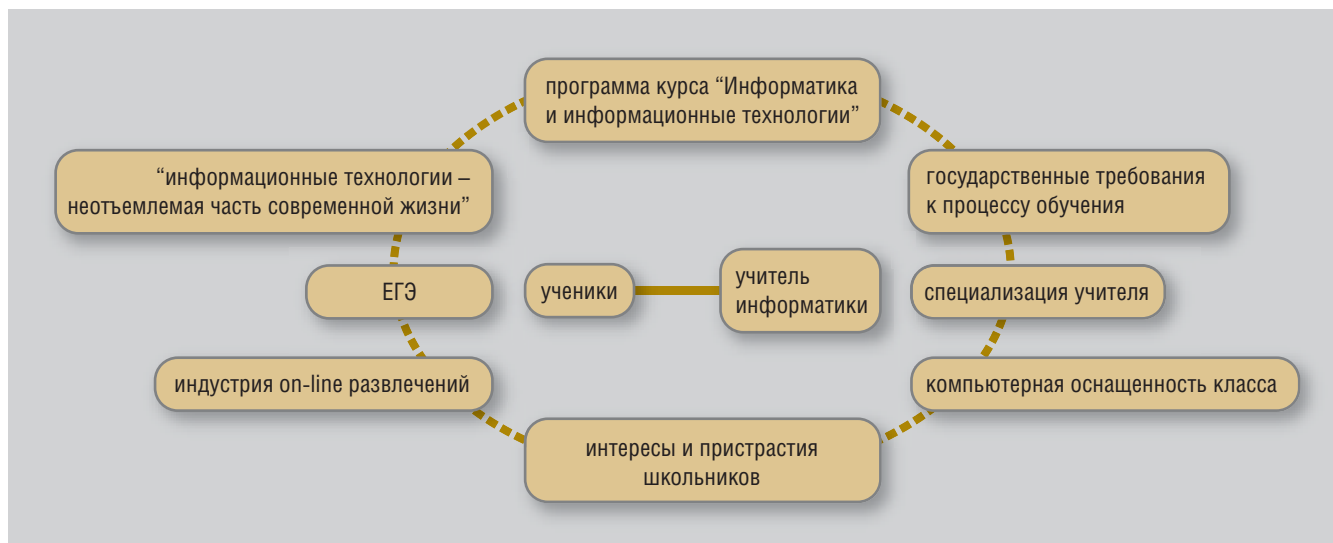 программа курса “Информатика
и информационные технологии”
“информационные технологии –
неотъемлемая часть современной жизни”
государственные требования
к процессу обучения
ЕГЭ
ученики
учитель
информатики
специализация учителя
индустрия on-line развлечений
компьютерная оснащенность класса
интересы и пристрастия
школьников